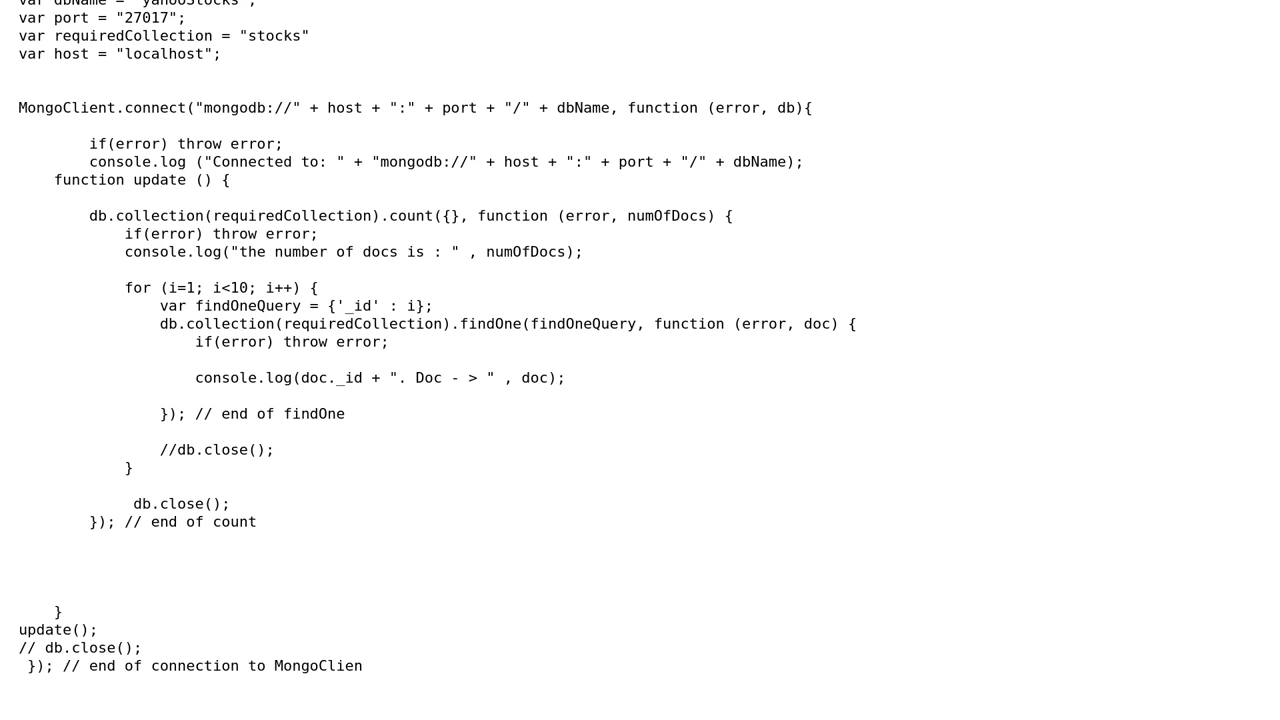 var dbName = "yahooStocks";
var port = "27017";
var requiredCollection = "stocks"
var host = "localhost";
MongoClient.connect("mongodb://" + host + ":" + port + "/" + dbName, function (error, db){
if(error) throw error;
console.log ("Connected to: " + "mongodb://" + host + ":" + port + "/" + dbName);
function update () {
db.collection(requiredCollection).count({}, function (error, numOfDocs) {
if(error) throw error;
console.log("the number of docs is : " , numOfDocs);
for (i=1; i<10; i++) {
var findOneQuery = {'_id' : i};
db.collection(requiredCollection).findOne(findOneQuery, function (error, doc) {
if(error) throw error;
console.log(doc._id + ". Doc - > " , doc);
}); // end of findOne
//db.close();
}
db.close();
}); // end of count
}
update();
// db.close();
}); // end of connection to MongoClien